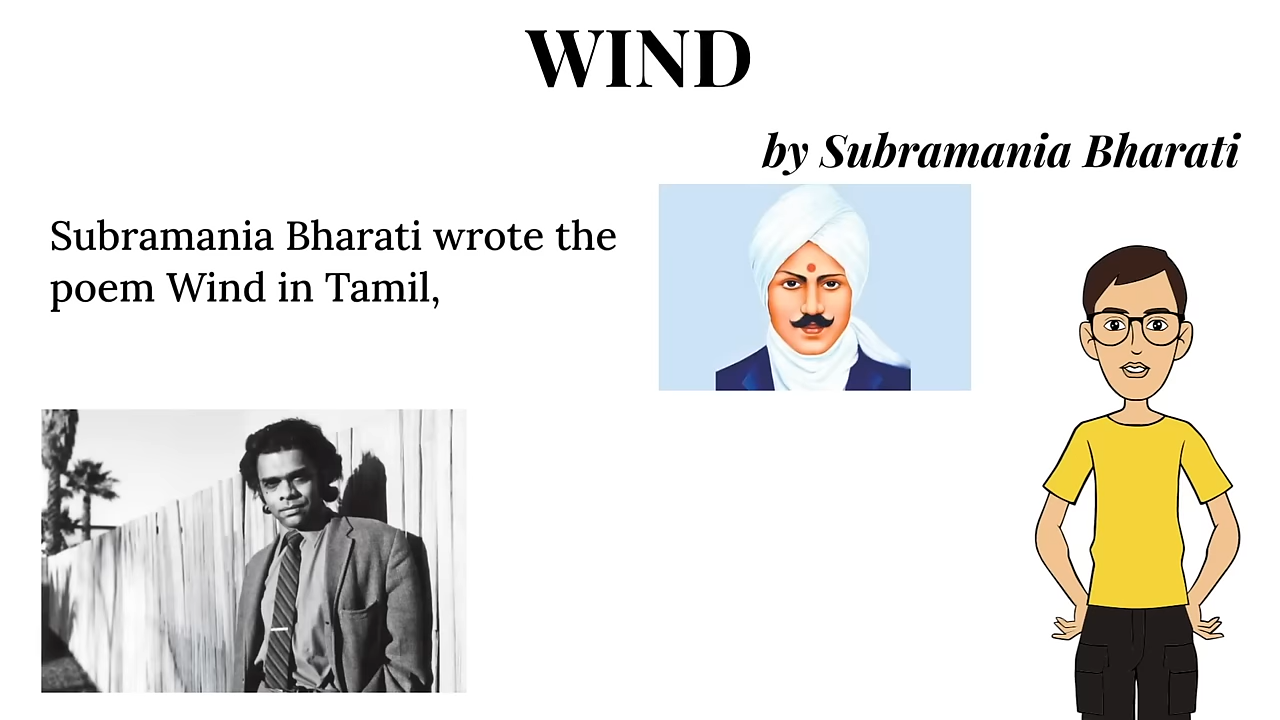 WIND
by Subramania Bharati
Subramania Bharati wrote the
poem Wind in Tamil,